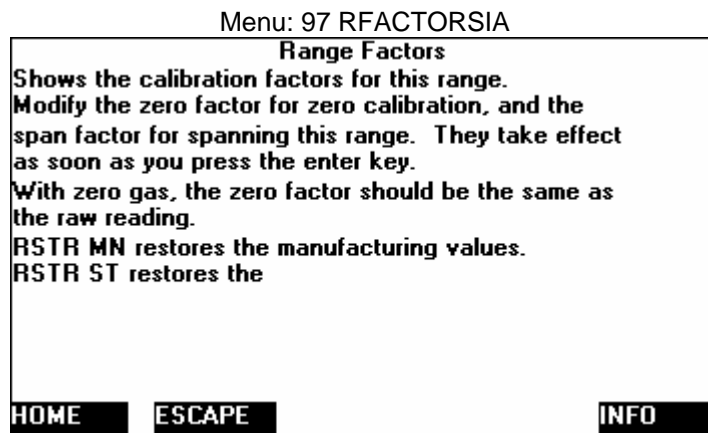 Menu: 97 RFACTORSIA
Range Factors
Shows the calibration factors for this range.
Modify the zero factor for zero calibration, and the
span factor for spanning this range. They take effect
as soon as you press the enter key.
With zero gas, the zero factor should be the same as
the raw reading.
RSTR MN restores the manufacturing values.
RSTR ST restores the
HOME ESCAPE INFO